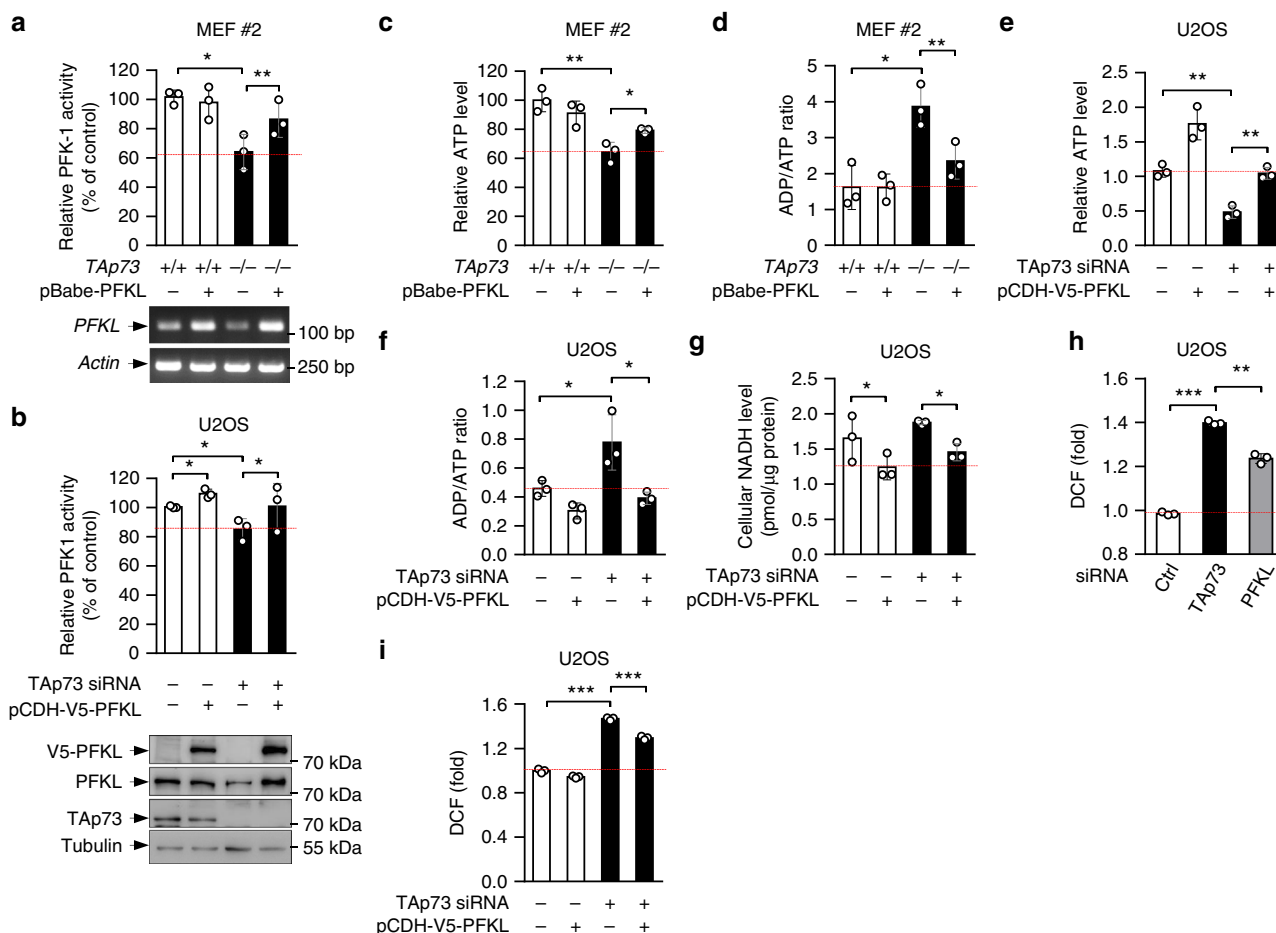 a
MEF #2
* **
Relative PFK-1 activity
(% of control)
120
100
80
60
40
20
0
TAp73 +/+ +/+ –/– –/–
pBabe-PFKL – + – +
PFKL 100 bp
Actin 250 bp
b
U2OS
* * *
Relative PFK1 activity
(% of control)
120
100
80
60
40
20
0
TAp73 siRNA – – + +
pCDH-V5-PFKL – + – +
V5-PFKL 70 kDa
PFKL 70 kDa
TAp73 70 kDa
Tubulin 55 kDa
c
MEF #2
** *
Relative ATP level
120
100
80
60
40
20
0
TAp73 +/+ +/+ –/– –/–
pBabe-PFKL – + – +
d
MEF #2
* **
ADP/ATP ratio
5
4
3
2
1
0
TAp73 +/+ +/+ –/– –/–
pBabe-PFKL – + – +
e
U2OS
** **
Relative ATP level
2.5
2.0
1.5
1.0
0.5
0
TAp73 siRNA – – + +
pCDH-V5-PFKL – + – +
f
U2OS
* *
ADP/ATP ratio
1.2
1.0
0.8
0.6
0.4
0.2
0.0
TAp73 siRNA – – + +
pCDH-V5-PFKL – + – +
g
U2OS
* *
Cellular NADH level
(pmol/µg protein)
2.5
2.0
1.5
1.0
0.5
0.0
TAp73 siRNA – – + +
pCDH-V5-PFKL – + – +
h
U2OS
*** **
DCF (fold)
1.6
1.4
1.2
1.0
0.8
siRNA Ctrl TAp73 PFKL
i
U2OS
*** ***
DCF (fold)
1.6
1.2
0.8
0.4
0.0
TAp73 siRNA – – + +
pCDH-V5-PFKL – + – +